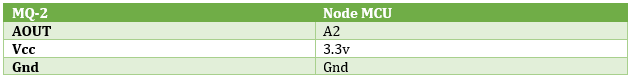 MQ-2 Node MCU
AOUT A2
Vcc 3.3v
Gnd Gnd